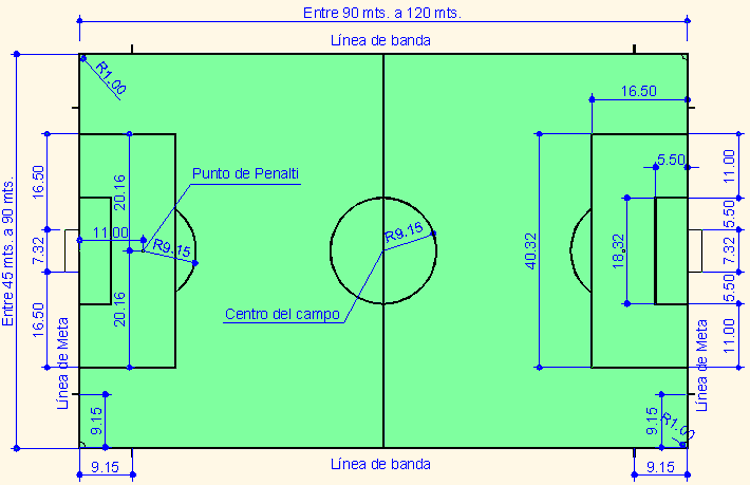 Entre 90 mts. a 120 mts.
Línea de banda
R1.00
16.50
5.50
11.00
Punto de Penalti
20.16
16.50
Entre 45 mts. a 90 mts.
11.00
R9.15
R9.15
7.32
5.50
7.32
40.32
18.32
5.50
Centro del campo
20.16
16.50
11.00
Línea de Meta
Línea de Meta
9.15
9.15
R1.00
9.15
Línea de banda
9.15